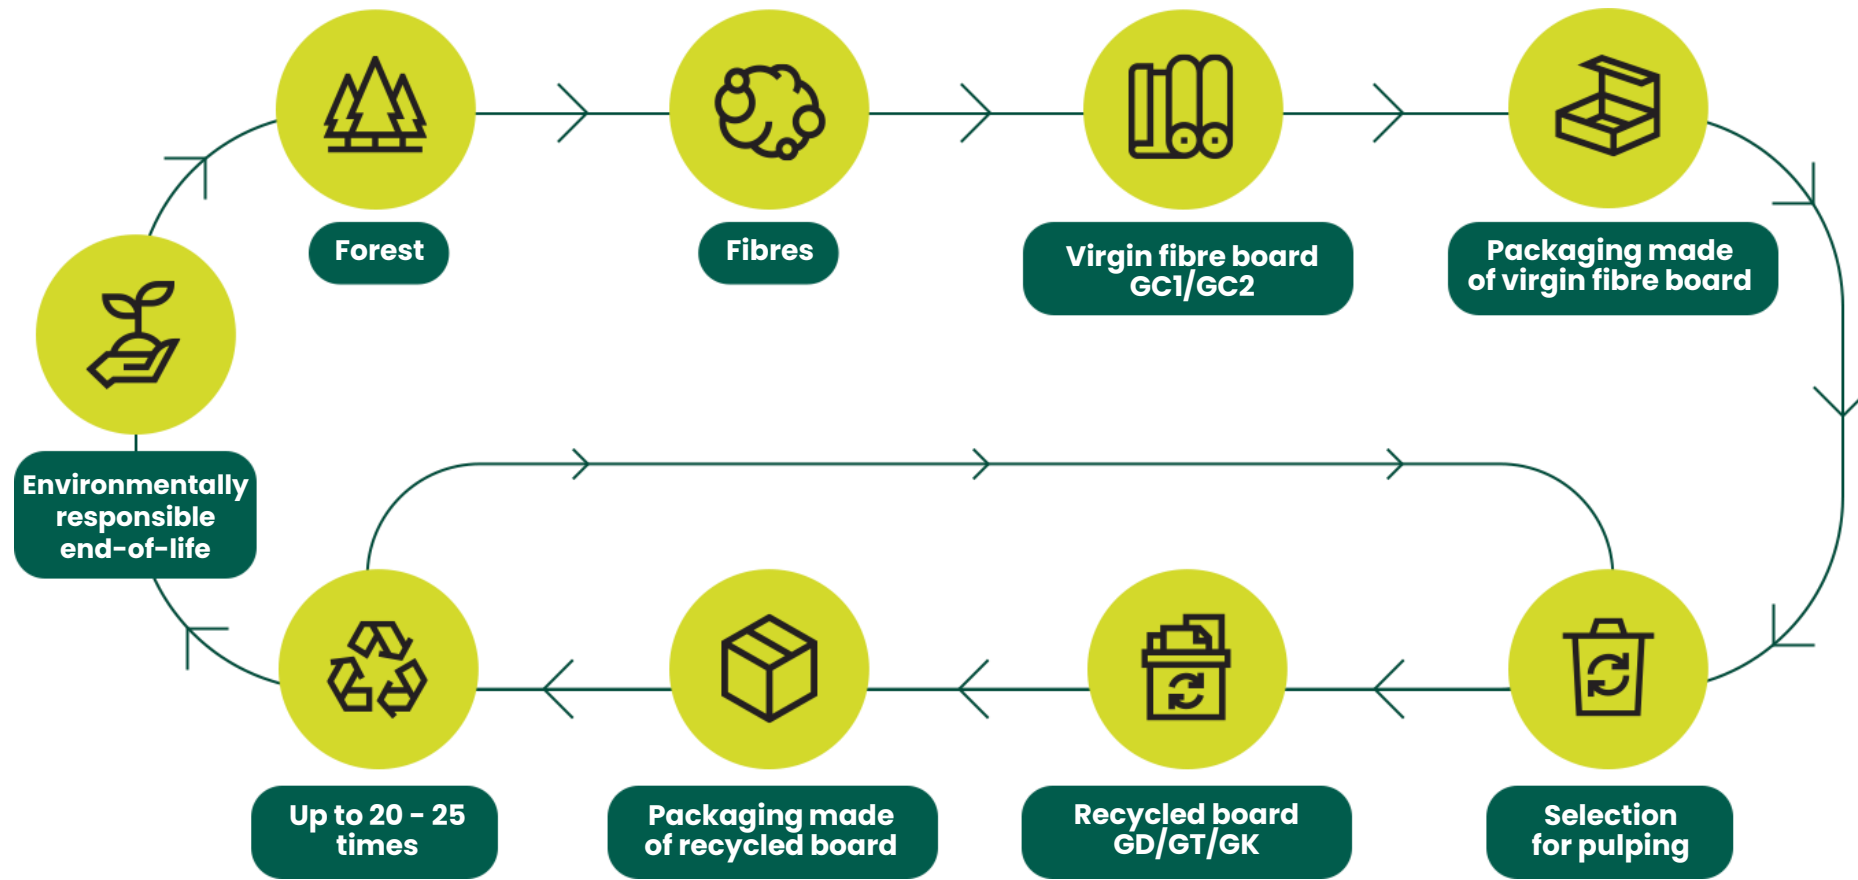 Forest
Fibres
Virgin fibre board
GC1/GC2
Packaging made
of virgin fibre board
Environmentally
responsible
end-of-life
Up to 20 - 25
times
Packaging made
of recycled board
Recycled board
GD/GT/GK
Selection
for pulping